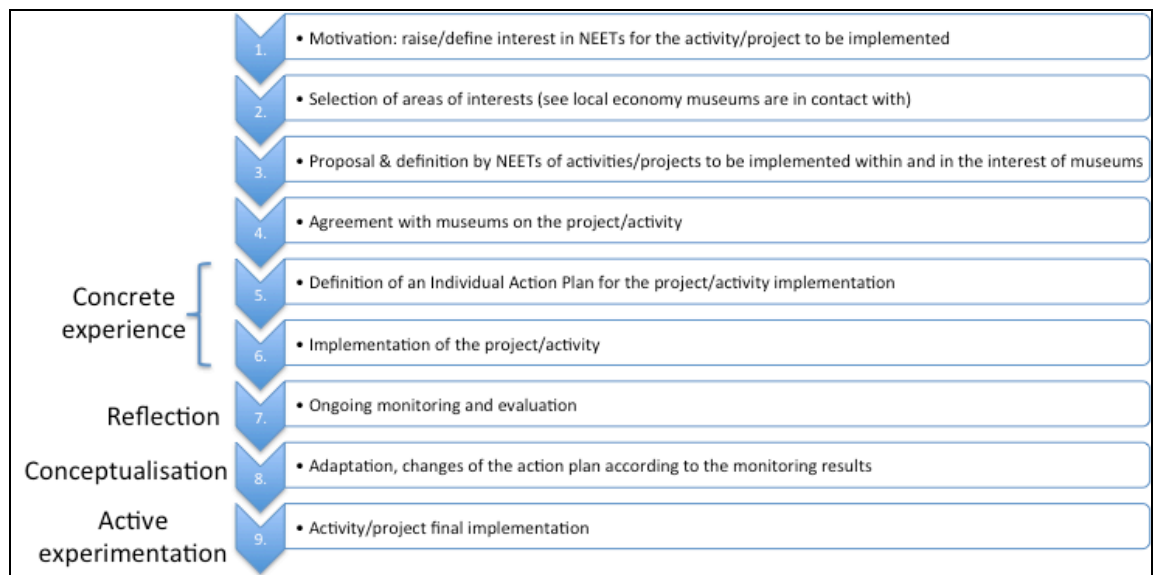 1. • Motivation: raise/define interest in NEETs for the activity/project to be implemented
2. • Selection of areas of interests (see local economy museums are in contact with)
3. • Proposal & definition by NEETs of activities/projects to be implemented within and in the interest of museums
4. • Agreement with museums on the project/activity
Concrete
experience
5. • Definition of an Individual Action Plan for the project/activity implementation
6. • Implementation of the project/activity
Reflection
7. • Ongoing monitoring and evaluation
Conceptualisation
8. • Adaptation, changes of the action plan according to the monitoring results
Active
experimentation
9. • Activity/project final implementation